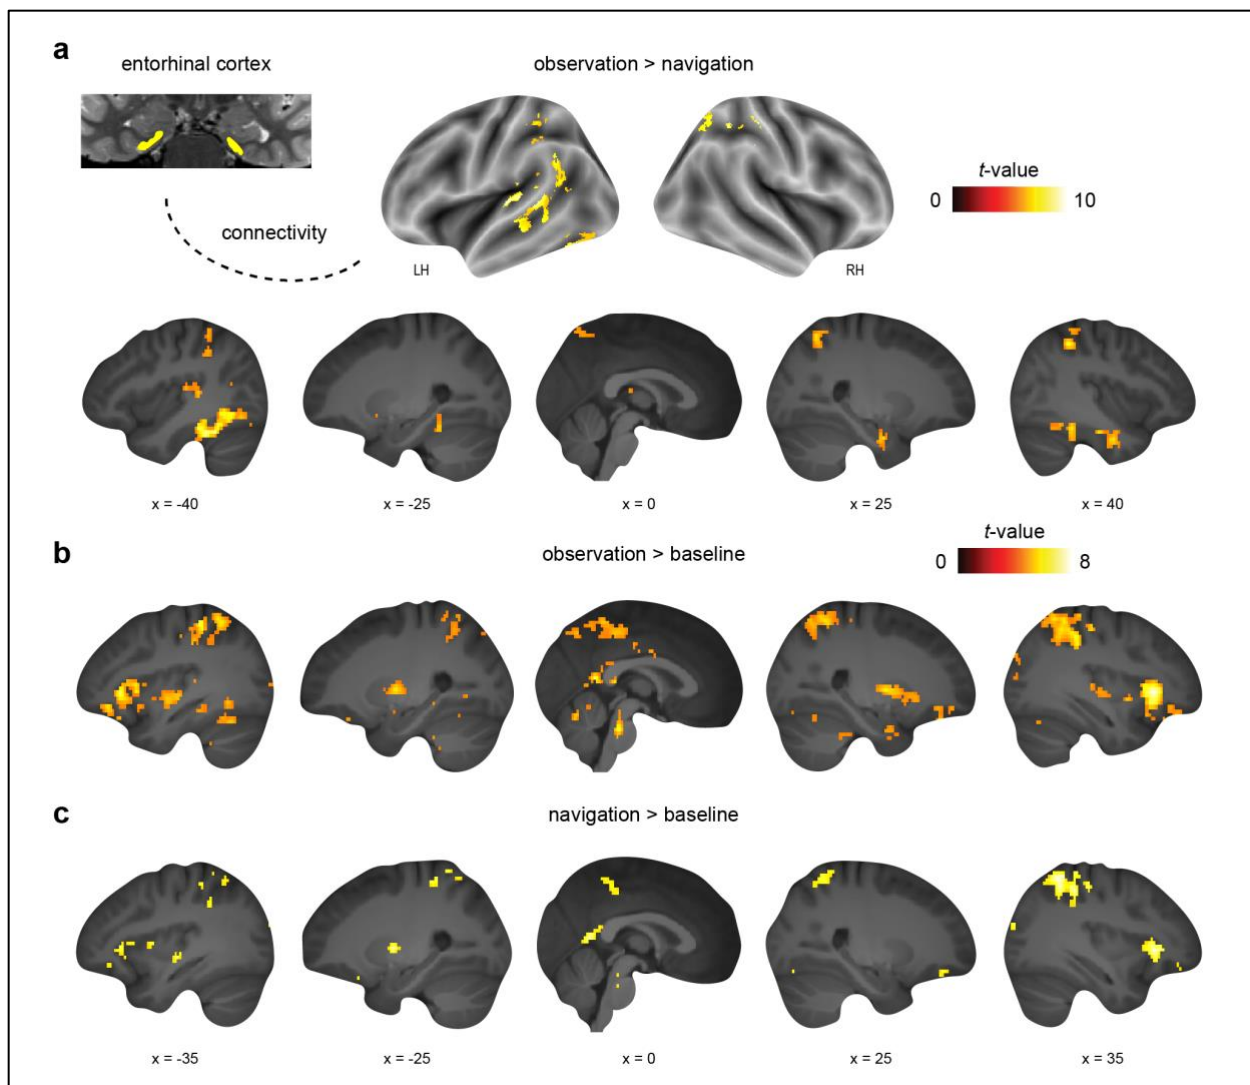 a
entorhinal cortex
observation > navigation
t-value
0 10
connectivity
LH
RH
x = -40 x = -25 x = 0 x = 25 x = 40
b
observation > baseline
t-value
0 8
c
navigation > baseline
x = -35 x = -25 x = 0 x = 25 x = 35